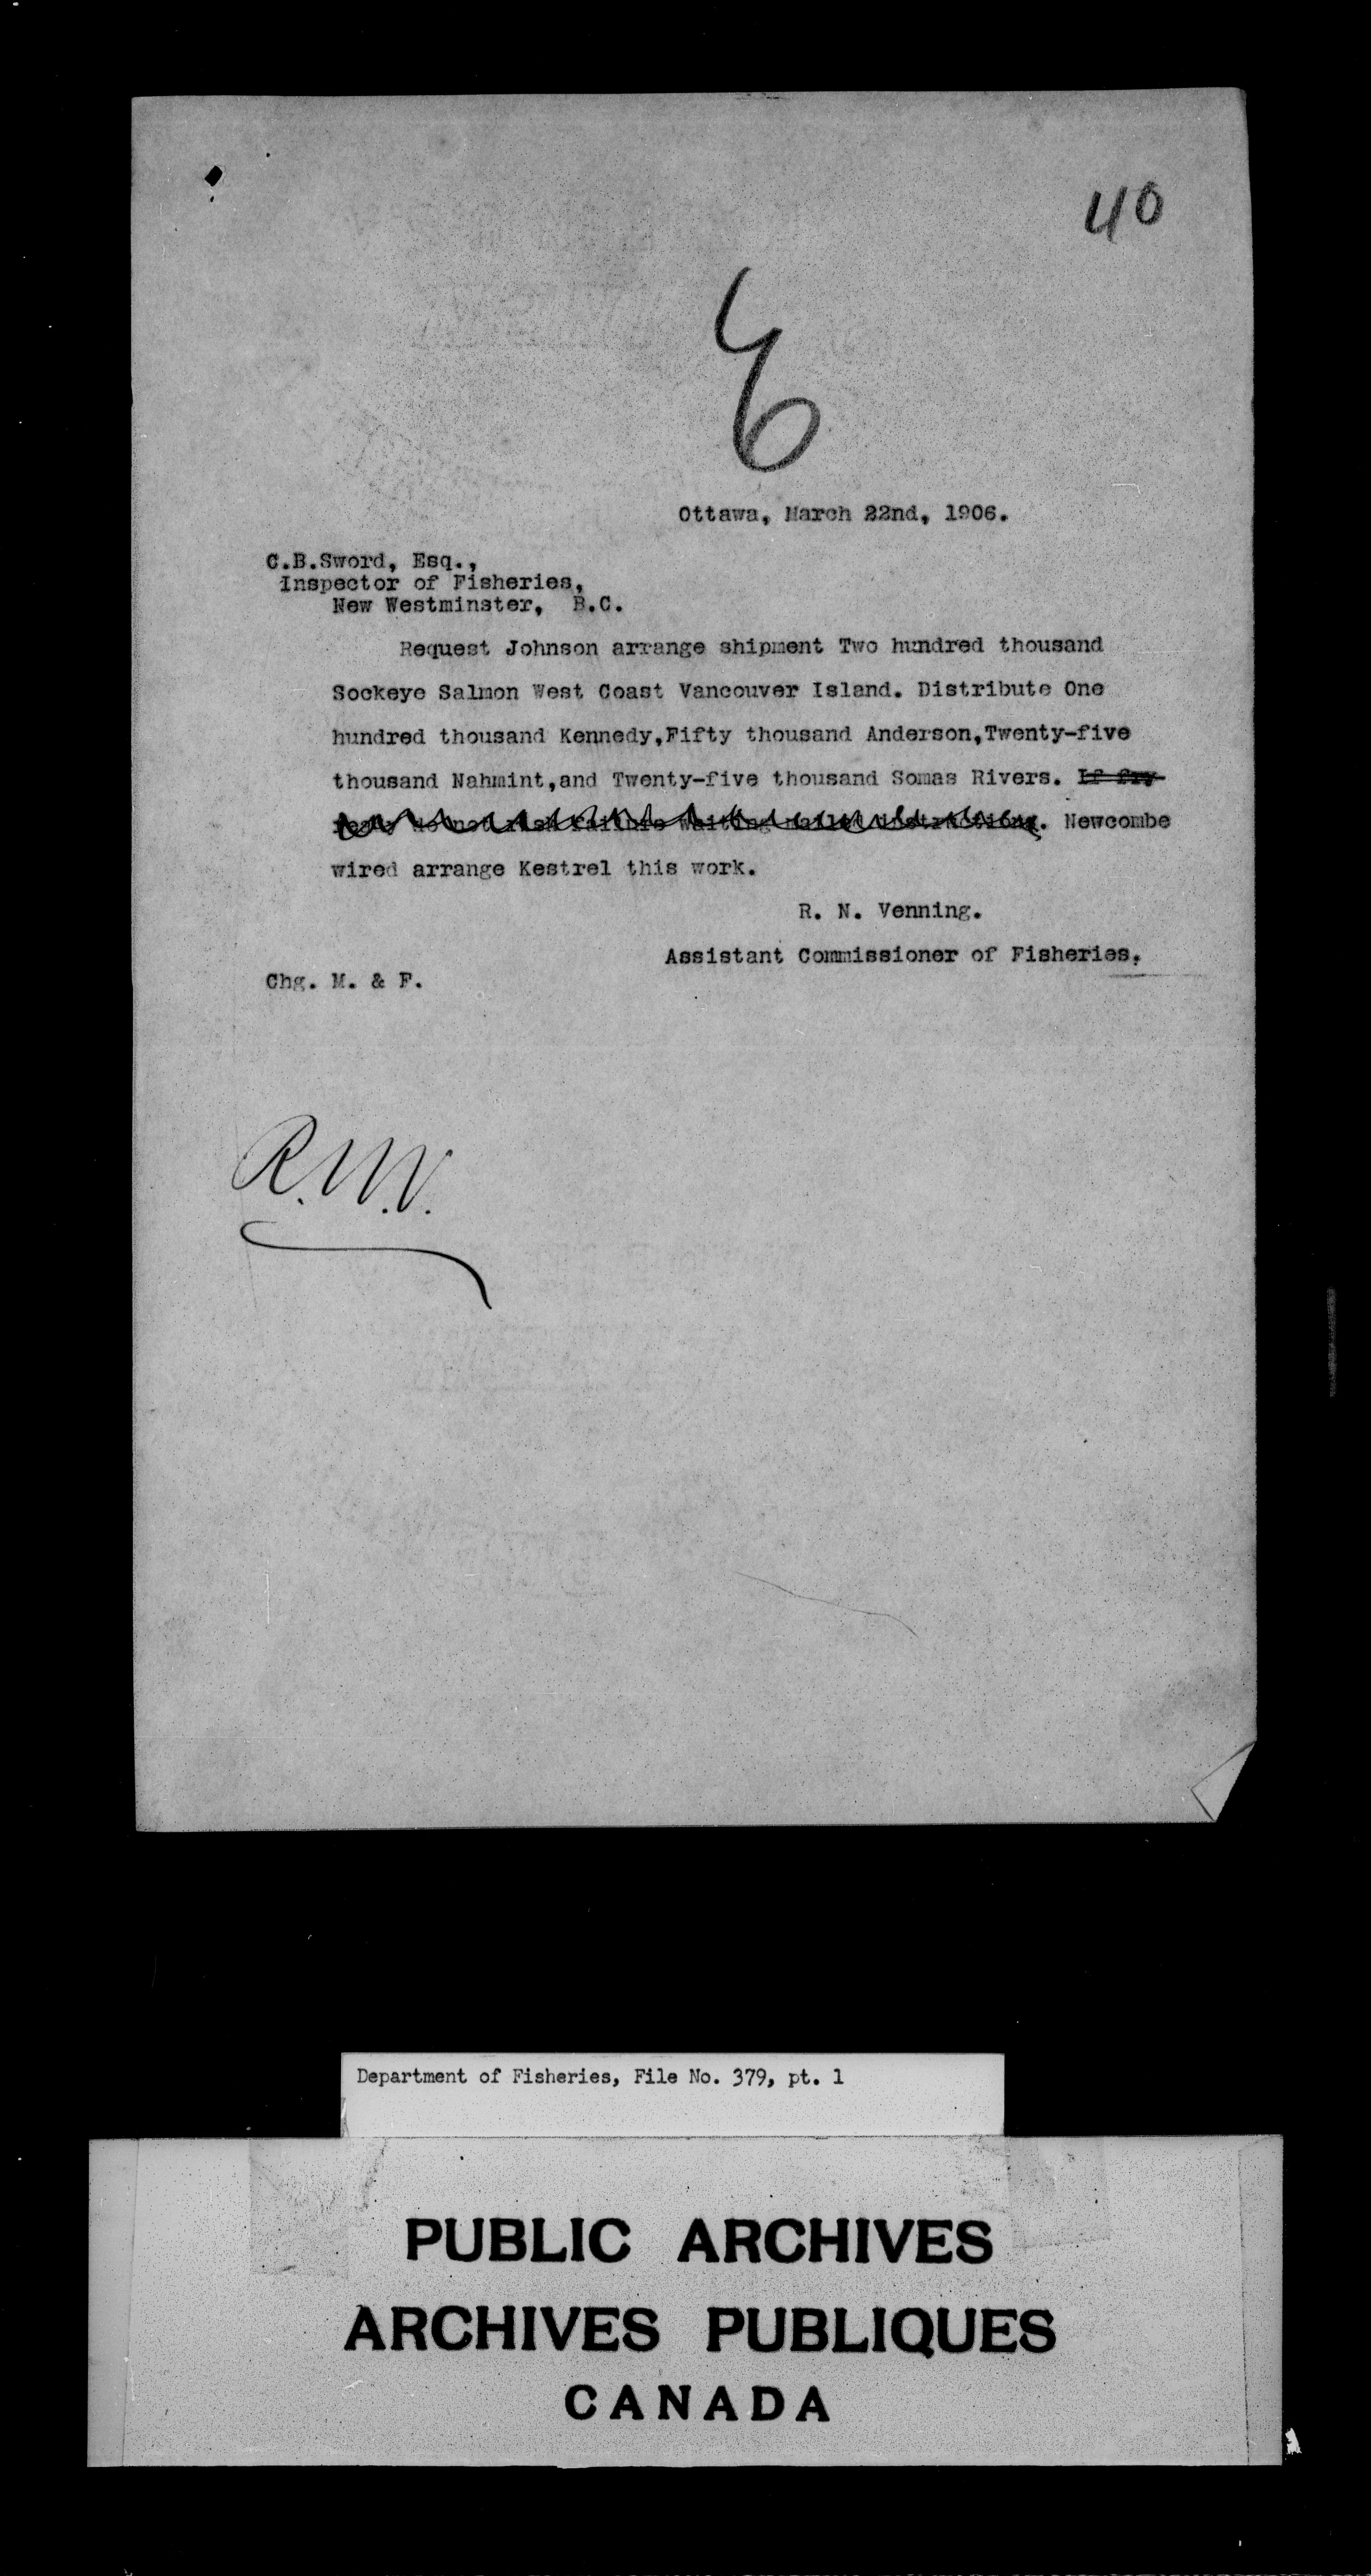 40
Ottawa, March 22nd, 1906.
C.B.Sword, Esq.,
Inspector of Fisheries,
New Westminster, B.C.
Request Johnson arrange shipment Two hundred thousand
Sockeye Salmon West Coast Vancouver Island. Distribute One
hundred thousand Kennedy,Fifty thousand Anderson,Twenty-five
thousand Nahmint,and Twenty-five thousand Somas Rivers. If fry
Newcombe
wired arrange Kestrel this work.
R. N. Venning.
Assistant Commissioner of Fisheries.
Chg. M. & F.
R.N.V.
Department of Fisheries, File No. 379, pt. 1
PUBLIC ARCHIVES
ARCHIVES PUBLIQUES
CANADA